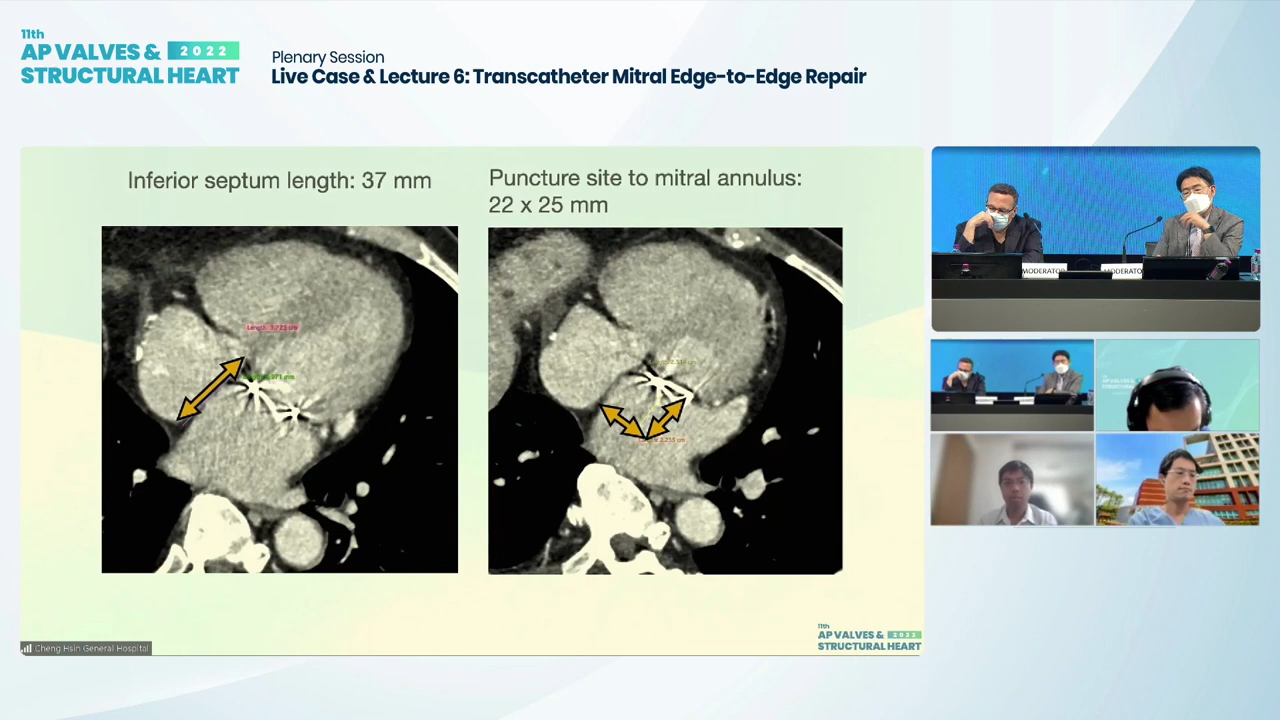 11th
AP VALVES & 2022
STRUCTURAL HEART
Plenary Session
Live Case & Lecture 6: Transcatheter Mitral Edge-to-Edge Repair
Inferior septum length: 37 mm
Puncture site to mitral annulus:
22 x 25 mm
MODERATOR
MODERATO
Cheng Hsin General Hospital
11th
AP VALVES & 2022
STRUCTURAL HEART